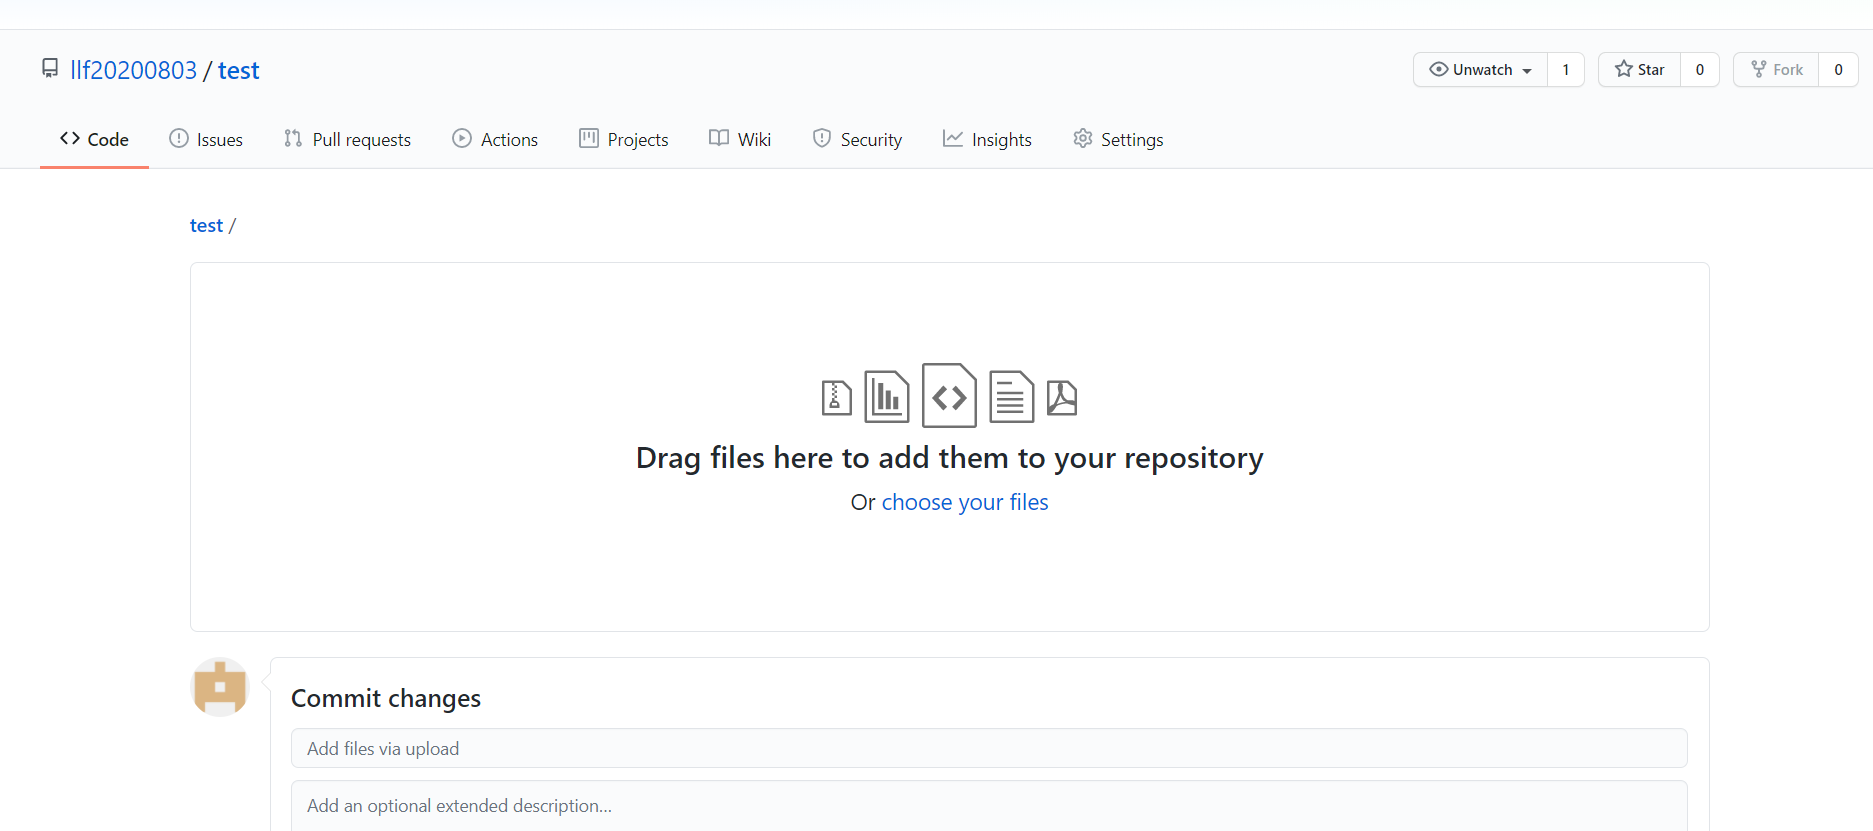 llf20200803 / test
Unwatch 1 Star 0 Fork 0
Code Issues Pull requests Actions Projects Wiki Security Insights Settings
test /
Drag files here to add them to your repository
Or choose your files
Commit changes
Add files via upload
Add an optional extended description...